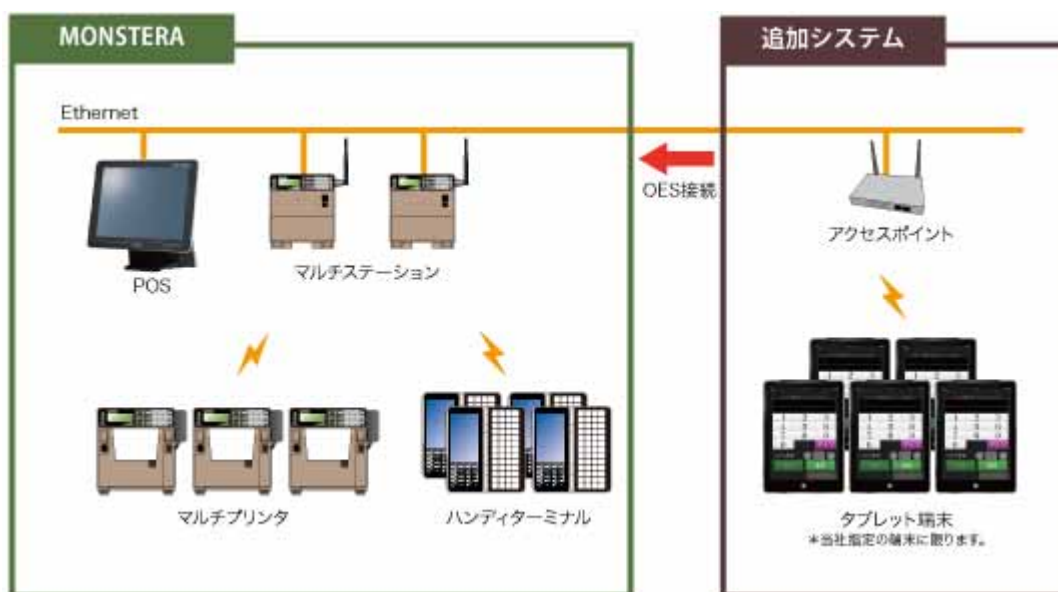 MONSTERA
追加システム
Ethernet
OES接続
POS
マルチステーション
アクセスポイント
マルチプリンタ
ハンディターミナル
タブレット端末
*当社指定の端末に限ります。